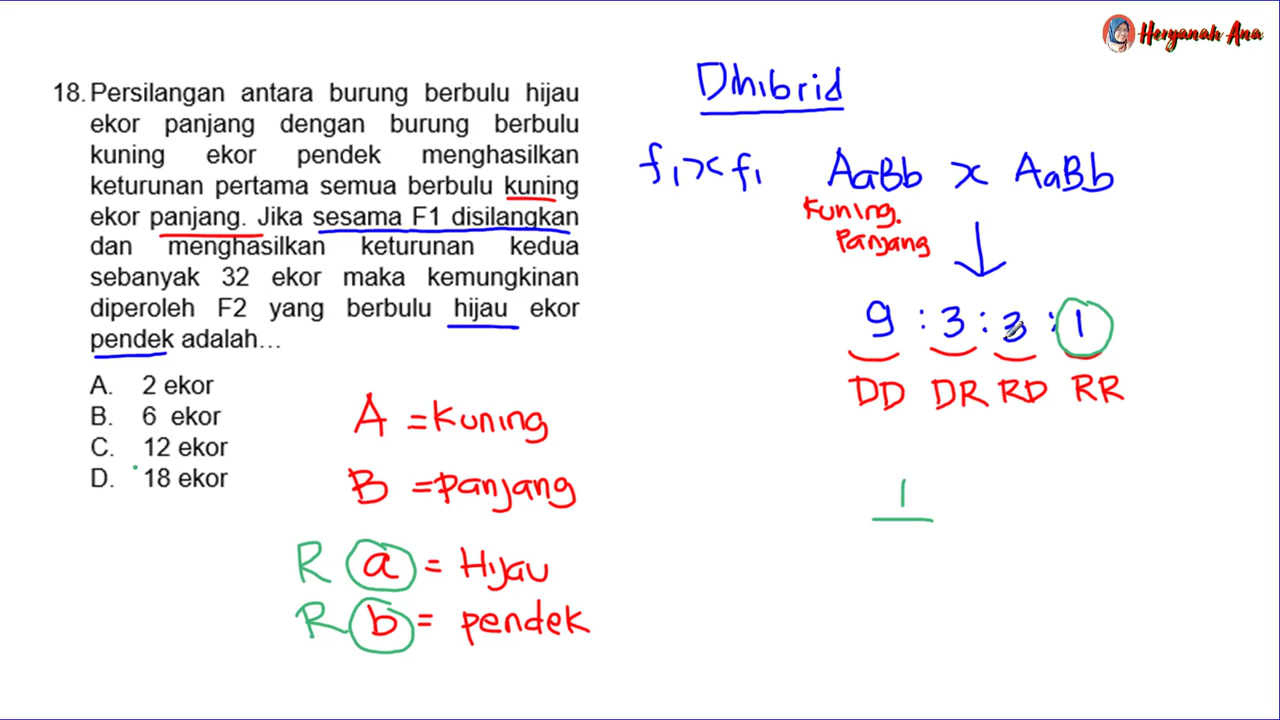 Heryanah Ana
18. Persilangan antara burung berbulu hijau
ekor panjang dengan burung berbulu
kuning ekor pendek menghasilkan
keturunan pertama semua berbulu kuning
ekor panjang. Jika sesama F1 disilangkan
dan menghasilkan keturunan kedua
sebanyak 32 ekor maka kemungkinan
diperoleh F2 yang berbulu hijau ekor
pendek adalah...
A. 2 ekor
B. 6 ekor
C. 12 ekor
D. 18 ekor
A = Kuning
B = Panjang
R a = Hijau
R b = pendek
Dhibrid
f₁ x f₁ AaBb x AaBb
Kuning.
Panjang
9 : 3 : 3 : 1
DD DR RD RR
1